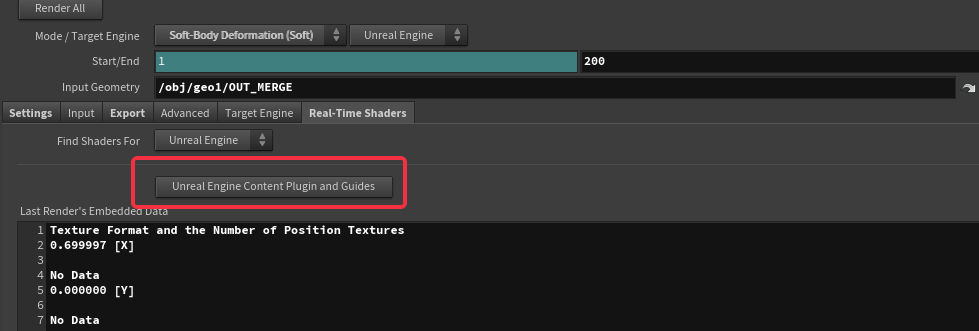 Render All
Mode / Target Engine Soft-Body Deformation (Soft) Unreal Engine
Start/End 1 200
Input Geometry /obj/geo1/OUT_MERGE
Settings Input Export Advanced Target Engine Real-Time Shaders
Find Shaders For Unreal Engine
Unreal Engine Content Plugin and Guides
Last Render's Embedded Data
1 Texture Format and the Number of Position Textures
2 0.699997 [X]
3
4 No Data
5 0.000000 [Y]
6
7 No Data